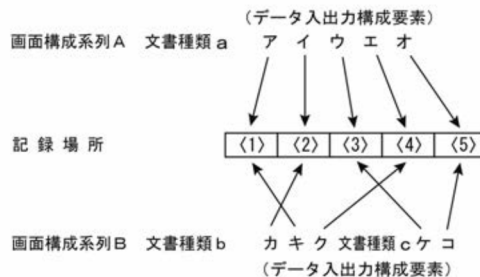 （データ入出力構成要素）
画面構成系列Ａ 文書種類ａ ア イ ウ エ オ
記 録 場 所 〈1〉 〈2〉 〈3〉 〈4〉 〈5〉
画面構成系列Ｂ 文書種類ｂ カ キ ク 文書種類ｃ ケ コ
（データ入出力構成要素）